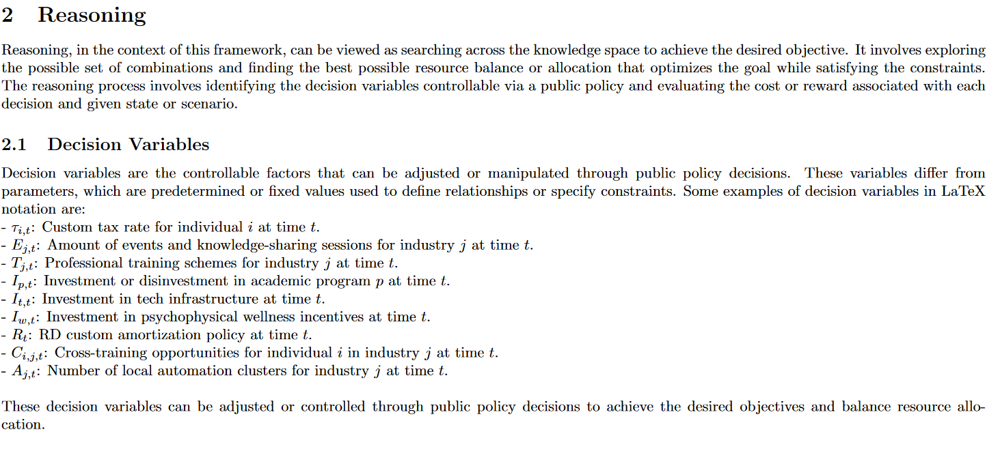 2 Reasoning
Reasoning, in the context of this framework, can be viewed as searching across the knowledge space to achieve the desired objective. It involves exploring
the possible set of combinations and finding the best possible resource balance or allocation that optimizes the goal while satisfying the constraints.
The reasoning process involves identifying the decision variables controllable via a public policy and evaluating the cost or reward associated with each
decision and given state or scenario.
2.1 Decision Variables
Decision variables are the controllable factors that can be adjusted or manipulated through public policy decisions. These variables differ from
parameters, which are predetermined or fixed values used to define relationships or specify constraints. Some examples of decision variables in LaTeX
notation are:
- τ_{i,t}: Custom tax rate for individual i at time t.
- E_{j,t}: Amount of events and knowledge-sharing sessions for industry j at time t.
- T_{j,t}: Professional training schemes for industry j at time t.
- I_{p,t}: Investment or disinvestment in academic program p at time t.
- I_{t,t}: Investment in tech infrastructure at time t.
- I_{w,t}: Investment in psychophysical wellness incentives at time t.
- R_t: RD custom amortization policy at time t.
- C_{i,j,t}: Cross-training opportunities for individual i in industry j at time t.
- A_{j,t}: Number of local automation clusters for industry j at time t.
These decision variables can be adjusted or controlled through public policy decisions to achieve the desired objectives and balance resource allo-
cation.